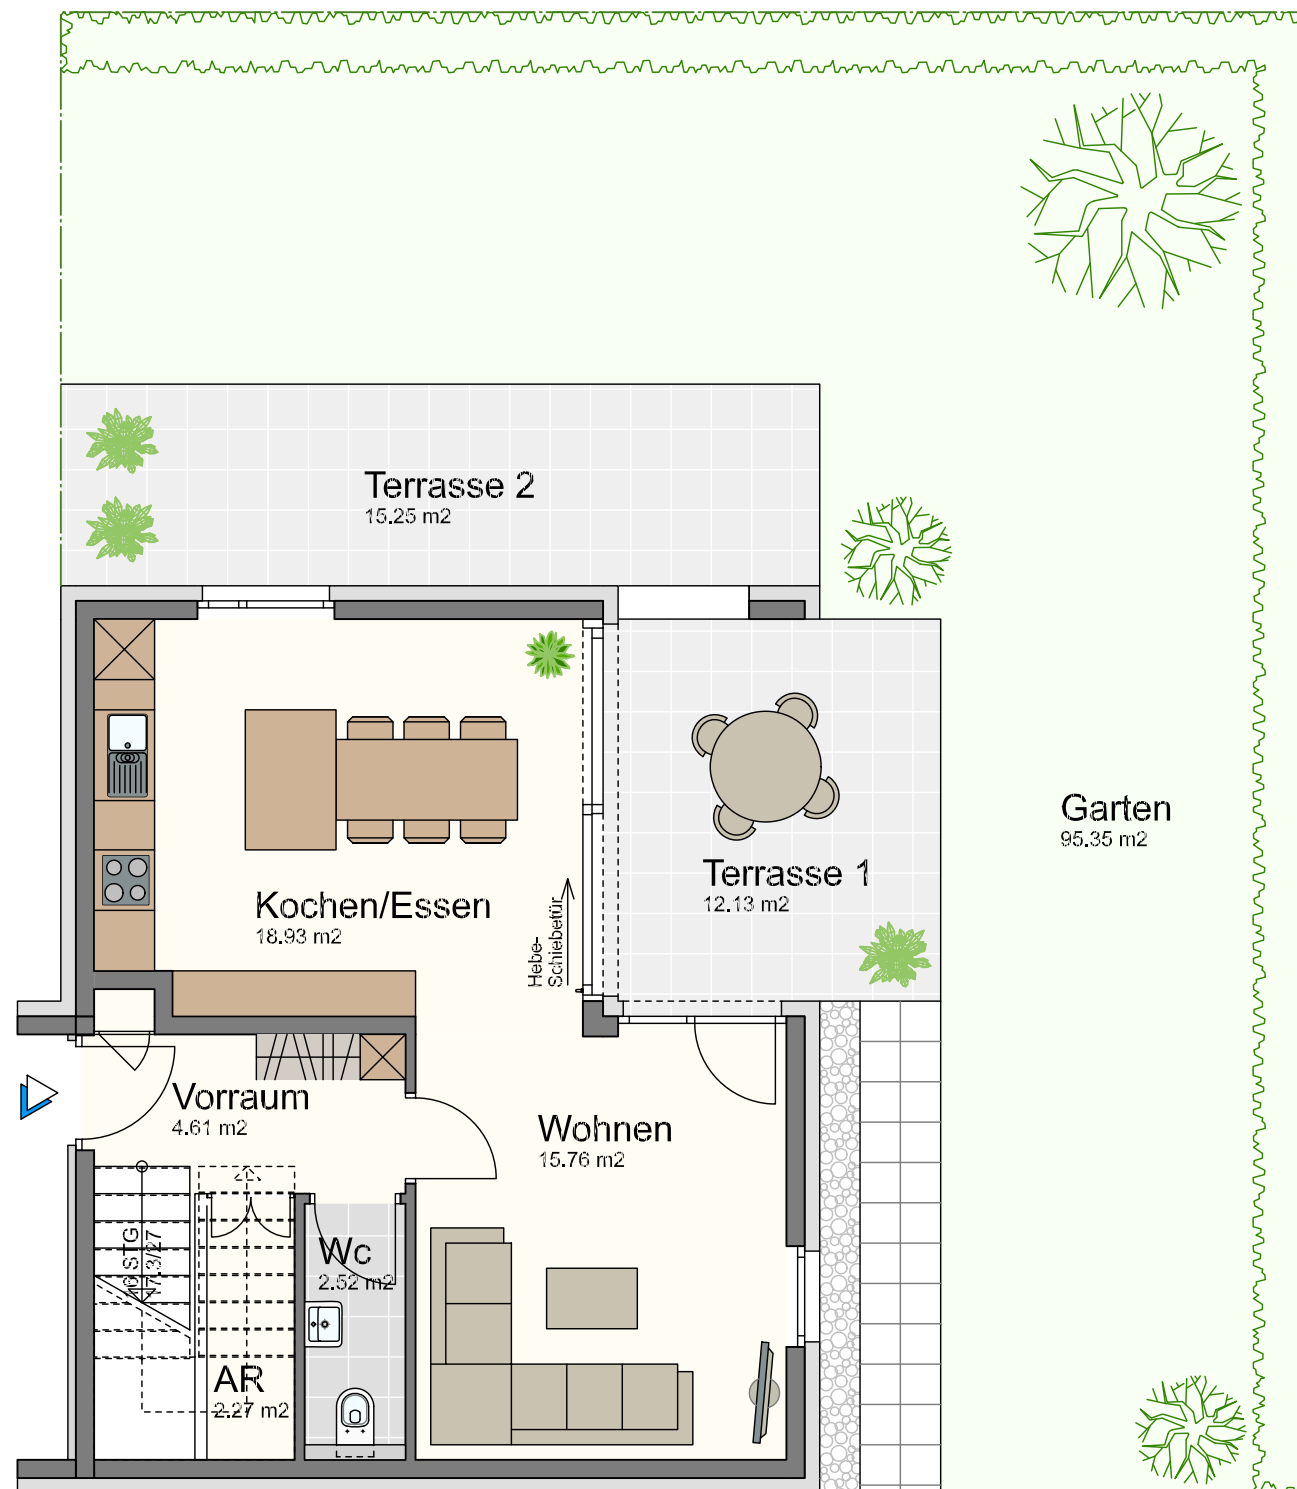 Terrasse 2
15.25 m2
Garten
95.35 m2
Terrasse 1
12.13 m2
Kochen/Essen
18.93 m2
Hebe-
Schiebetür
Vorraum
4.61 m2
Wohnen
15.76 m2
STG
Wc
2.52 m2
AR
2.27 m2